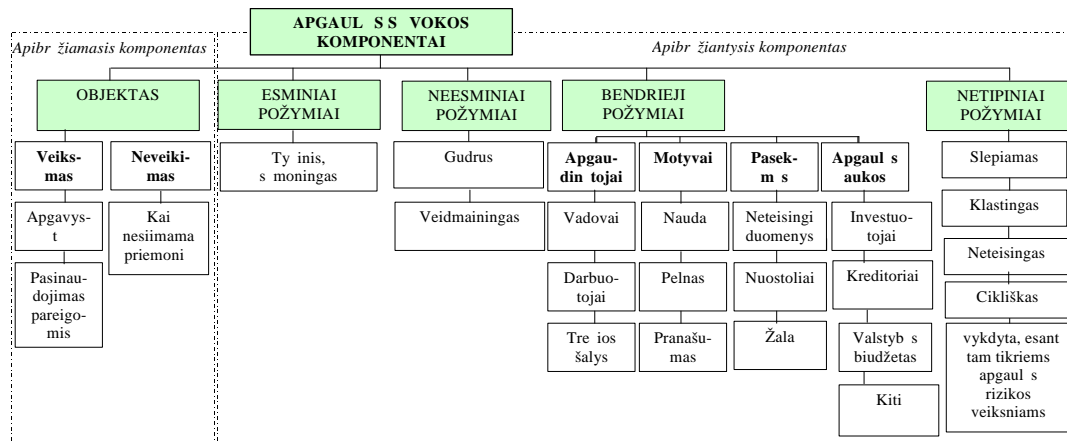 APGAUL S S VOKOS
KOMPONENTAI
Apibr žiamasis komponentas
Apibr žiantysis komponentas
OBJEKTAS
ESMINIAI
POŽYMIAI
NEESMINIAI
POŽYMIAI
BENDRIEJI
POŽYMIAI
NETIPINIAI
POŽYMIAI
Veiks-
mas
Neveiki-
mas
Apgavys-
t
Kai
nesiimama
priemoni
Pasinau-
dojimas
pareigo-
mis
Ty inis,
s moningas
Gudrus
Veidmainingas
Apgau-
din tojai
Vadovai
Darbuo-
tojai
Tre ios
šalys
Motyvai
Nauda
Pelnas
Pranašu-
mas
Pasek-
m s
Neteisingi
duomenys
Nuostoliai
Žala
Apgaul s
aukos
Investuo-
tojai
Kreditoriai
Valstyb s
biudžetas
Kiti
Slepiamas
Klastingas
Neteisingas
Cikliškas
vykdyta, esant
tam tikriems
apgaul s
rizikos
veiksniams